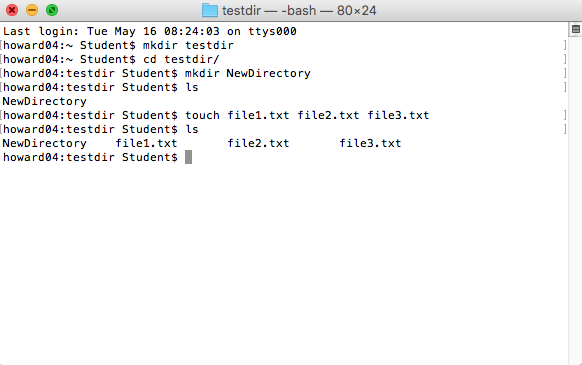 testdir — -bash — 80×24
Last login: Tue May 16 08:24:03 on ttys000
[howard04:~ Student$ mkdir testdir ]
[howard04:~ Student$ cd testdir/ ]
[howard04:testdir Student$ mkdir NewDirectory ]
[howard04:testdir Student$ ls ]
NewDirectory
[howard04:testdir Student$ touch file1.txt file2.txt file3.txt ]
[howard04:testdir Student$ ls ]
NewDirectory    file1.txt       file2.txt       file3.txt
howard04:testdir Student$